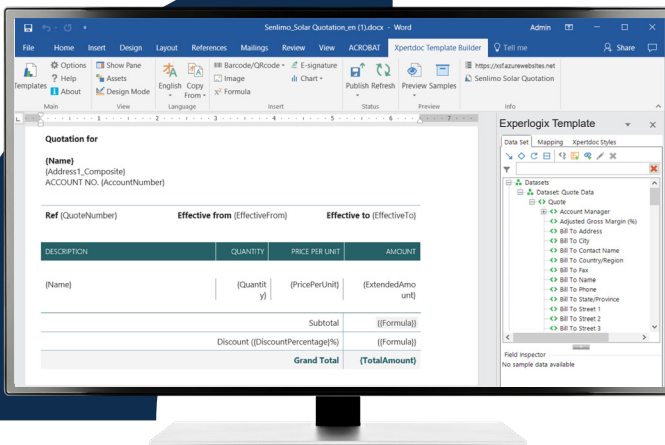 Senlimo_Solar Quotation_en (1).docx - Word
Admin
File Home Insert Design Layout References Mailings Review View ACROBAT Xpertdoc Template Builder Tell me Share
Templates
Options
? Help
About
Main
Show Pane
Assets
Design Mode
View
English
Copy From
Language
Barcode/QRcode
Image
Formula
E-signature
Chart
Insert
Publish Refresh
Status
Preview Samples
Preview
https://xsf.azurewebsites.net
Senlimo Solar Quotation
Info
1 2 3 4 5 6 7
Quotation for
{Name}
{Address1_Composite}
ACCOUNT NO. {AccountNumber}
Ref {QuoteNumber} Effective from {EffectiveFrom} Effective to {EffectiveTo}
DESCRIPTION QUANTITY PRICE PER UNIT AMOUNT
{Name} {Quantit {PricePerUnit} {ExtendedAmo
y} unt}
Subtotal {{Formula}}
Discount ({DiscountPercentage}%) {{Formula}}
Grand Total {TotalAmount}
Experlogix Template
Data Set Mapping Xpertdoc Styles
Datasets
Dataset: Quote Data
Quote
Account Manager
Adjusted Gross Margin (%)
Bill To Address
Bill To City
Bill To Contact Name
Bill To Country/Region
Bill To Fax
Bill To Name
Bill To Phone
Bill To State/Province
Bill To Street 1
Bill To Street 2
Bill To Street 3
Field Inspector
No sample data available